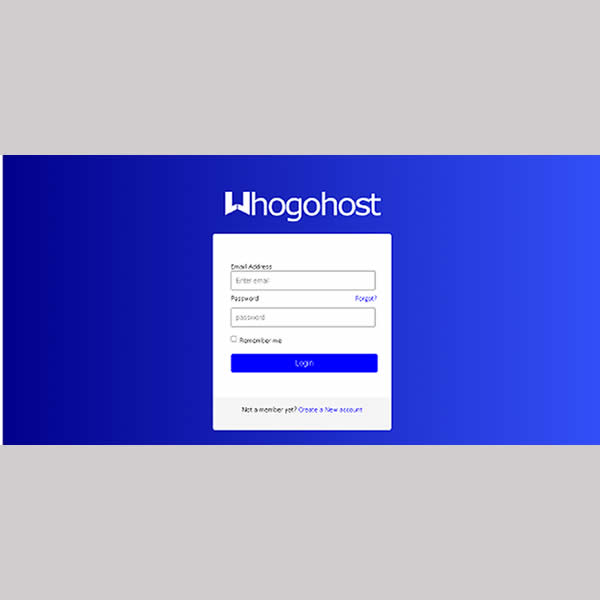 Whogohost
Email Address
Enter email
Password Forgot?
password
Remember me
Login
Not a member yet? Create a New account